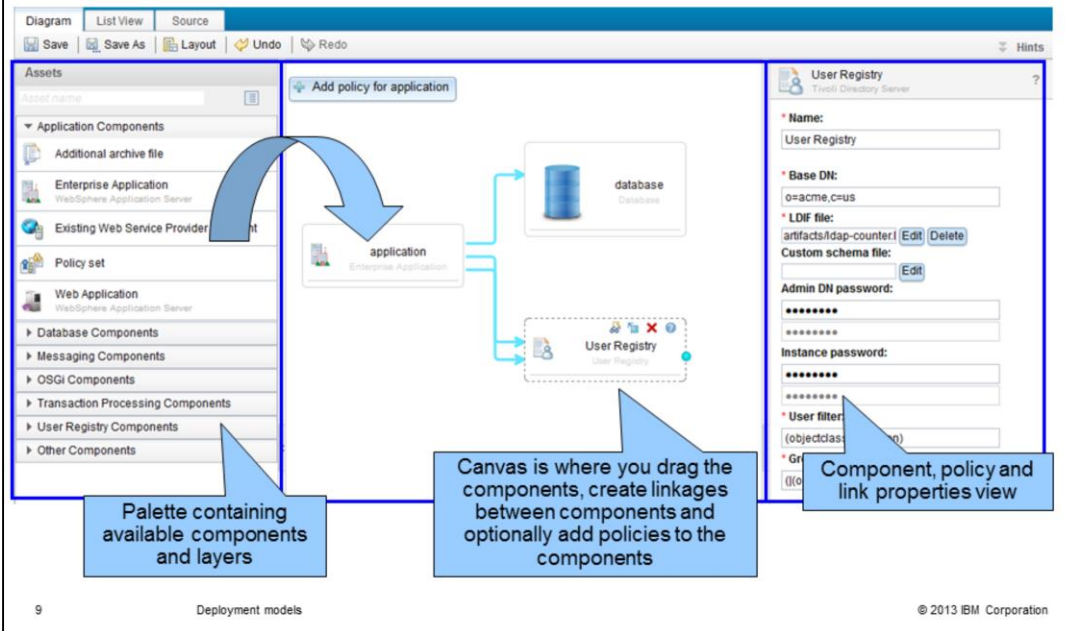 Diagram List View Source
Save Save As Layout Undo Redo Hints
Assets
Asset name
Application Components
Additional archive file
Enterprise Application
WebSphere Application Server
Existing Web Service Provider
Policy set
Web Application
WebSphere Application Server
Database Components
Messaging Components
OSGi Components
Transaction Processing Components
User Registry Components
Other Components
Palette containing
available components
and layers
Add policy for application
application
Enterprise Application
database
Database
User Registry
User Registry
Canvas is where you drag the
components, create linkages
between components and
optionally add policies to the
components
User Registry ?
Tivoli Directory Server
* Name:
User Registry
* Base DN:
o=acme,c=us
* LDIF file:
artifacts/ldap-counter.l Edit Delete
Custom schema file:
Edit
Admin DN password:
Instance password:
* User filter:
Component, policy and
link properties view
9 Deployment models © 2013 IBM Corporation